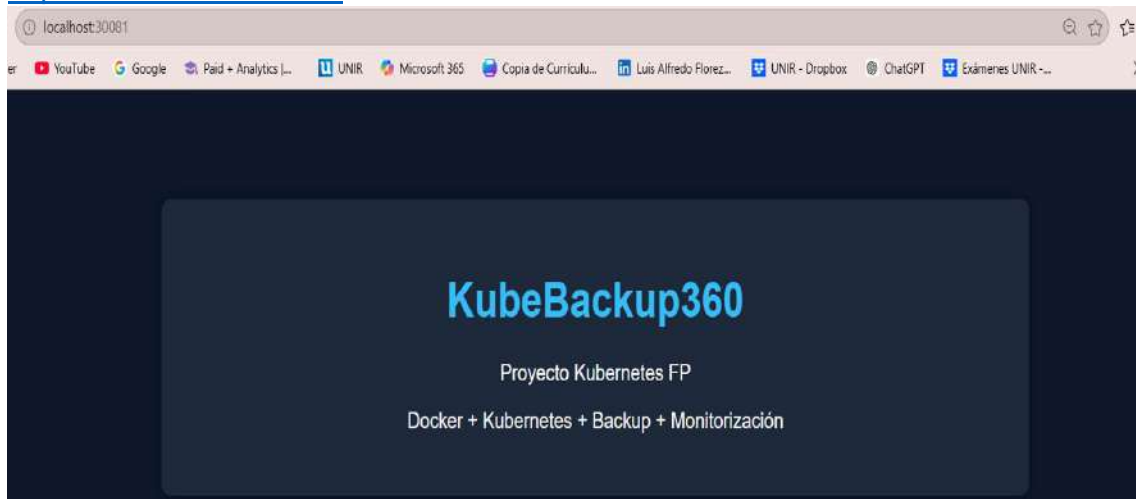 localhost:30081
er YouTube Google Paid + Analytics |... UNIR Microsoft 365 Copia de Curriculu... Luis Alfredo Florez... UNIR - Dropbox ChatGPT Exámenes UNIR -...
KubeBackup360
Proyecto Kubernetes FP
Docker + Kubernetes + Backup + Monitorización